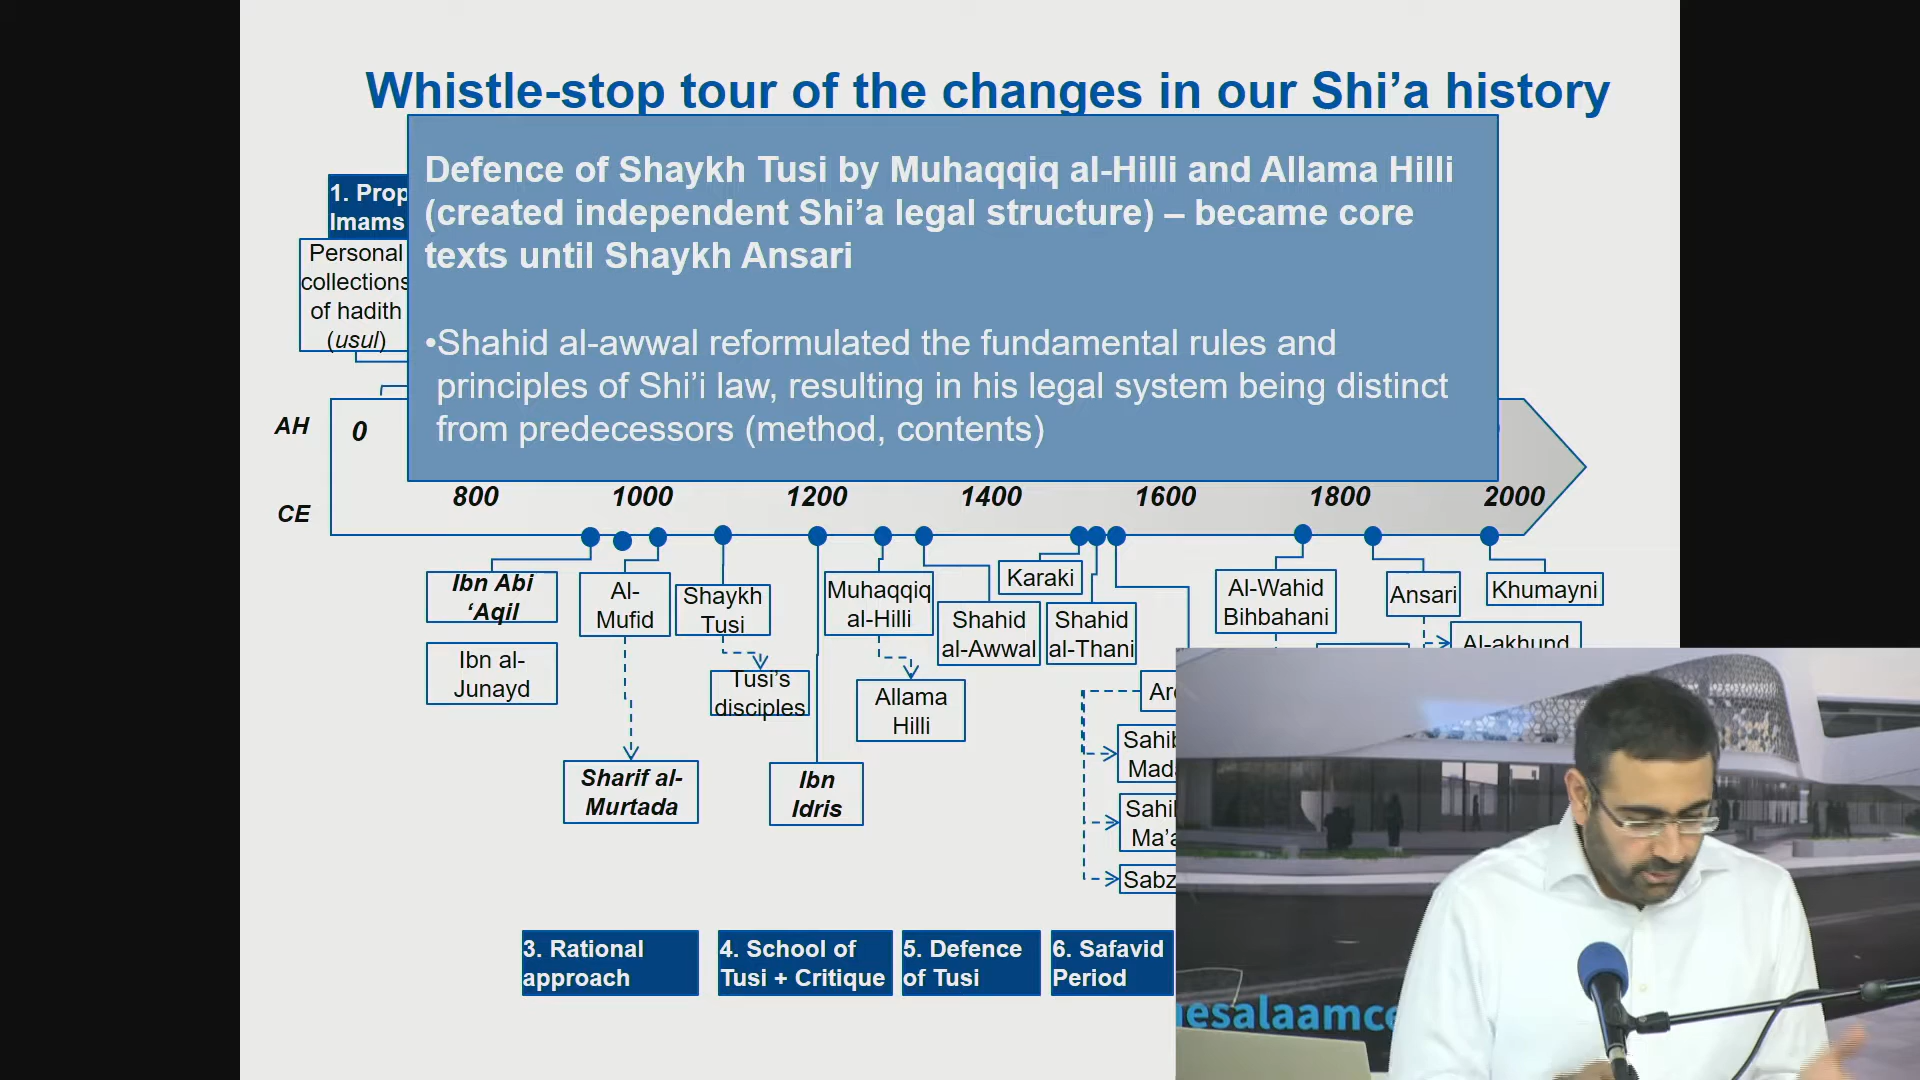 Whistle-stop tour of the changes in our Shi’a history
Defence of Shaykh Tusi by Muhaqqiq al-Hilli and Allama Hilli
(created independent Shi’a legal structure) – became core
texts until Shaykh Ansari
•Shahid al-awwal reformulated the fundamental rules and
principles of Shi’i law, resulting in his legal system being distinct
from predecessors (method, contents)
1. Prop
Imams
Personal
collections
of hadith
(usul)
AH
0
CE
800
1000
1200
1400
1600
1800
2000
Ibn Abi
‘Aqil
Ibn al-
Junayd
Al-
Mufid
Sharif al-
Murtada
Shaykh
Tusi
Tusi’s
disciples
Ibn
Idris
Muhaqqiq
al-Hilli
Allama
Hilli
Shahid
al-Awwal
Karaki
Shahid
al-Thani
Sahib
Al-Wahid
Bihbahani
Ansari
Al-akhund
Khumayni
3. Rational
approach
4. School of
Tusi + Critique
5. Defence
of Tusi
6. Safavid
Period
esalaamce